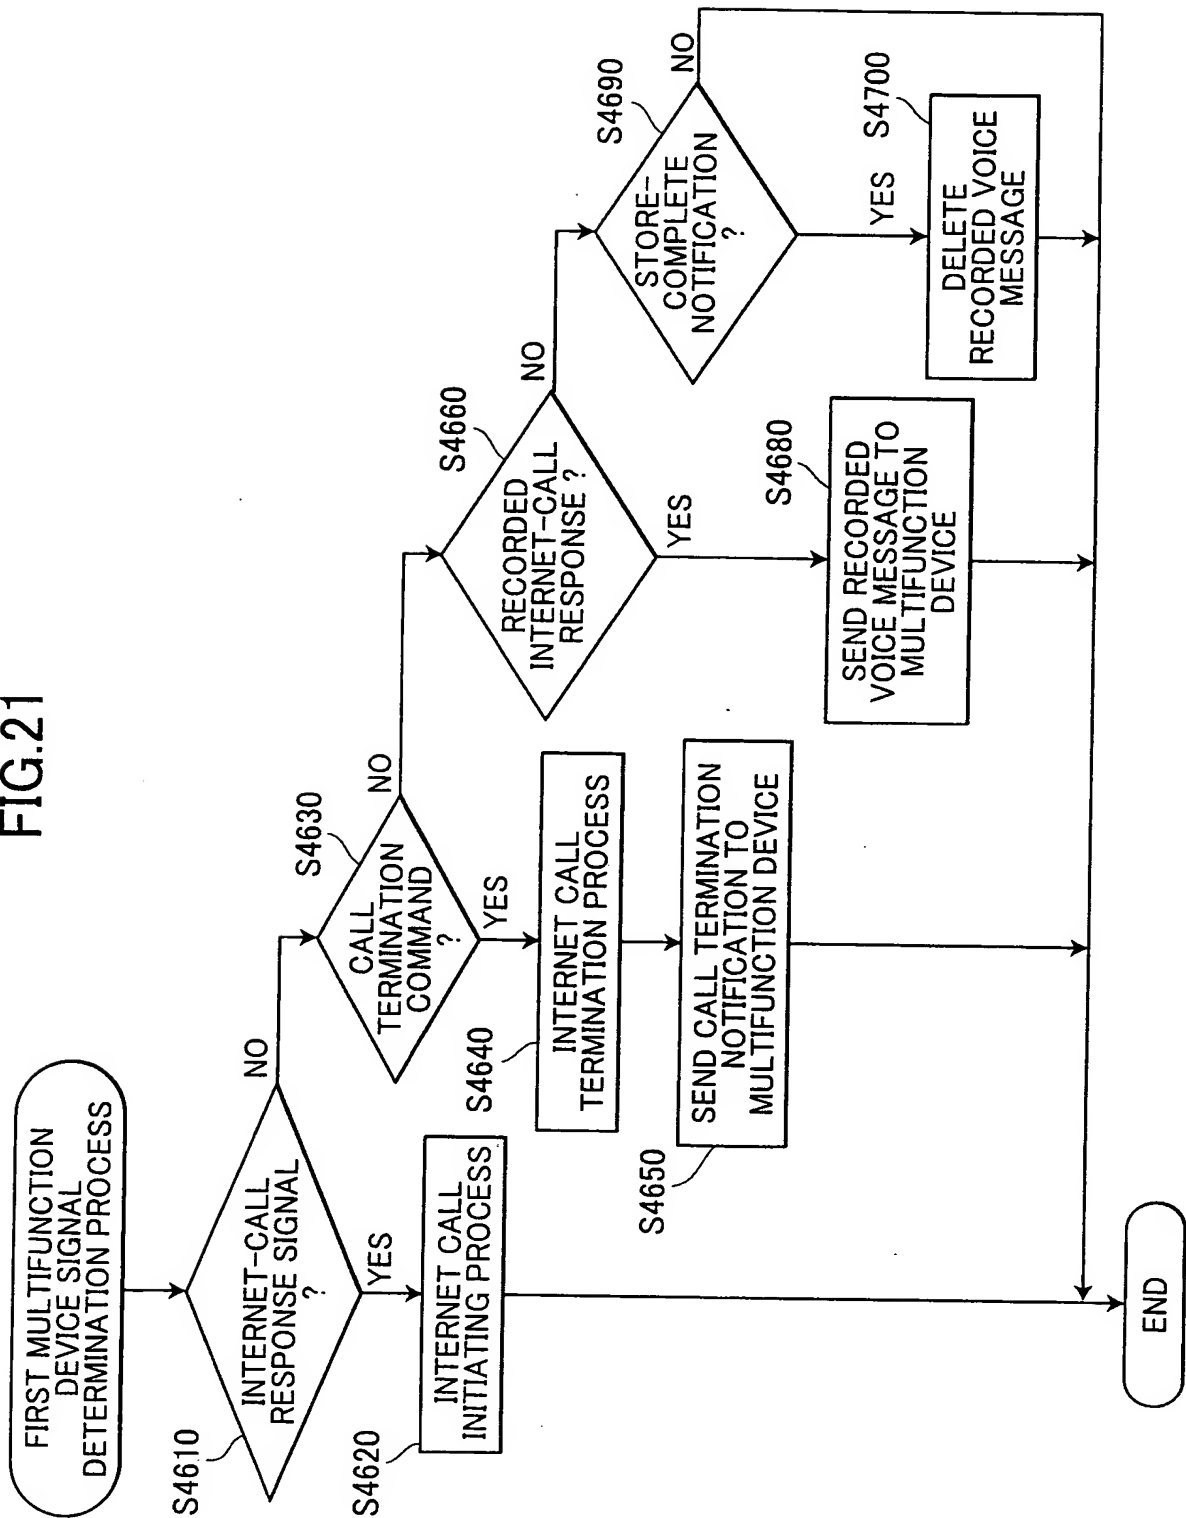 FIG.21
FIRST MULTIFUNCTION
DEVICE SIGNAL
DETERMINATION PROCESS
S4610
INTERNET-CALL
RESPONSE SIGNAL
?
NO
YES
S4620
INTERNET CALL
INITIATING PROCESS
S4630
CALL
TERMINATION
COMMAND
?
NO
YES
S4640
INTERNET CALL
TERMINATION PROCESS
S4650
SEND CALL TERMINATION
NOTIFICATION TO
MULTIFUNCTION DEVICE
S4660
RECORDED
INTERNET-CALL
RESPONSE ?
NO
YES
S4680
SEND RECORDED
VOICE MESSAGE TO
MULTIFUNCTION
DEVICE
S4690
STORE-
COMPLETE
NOTIFICATION
?
NO
YES
S4700
DELETE
RECORDED VOICE
MESSAGE
END